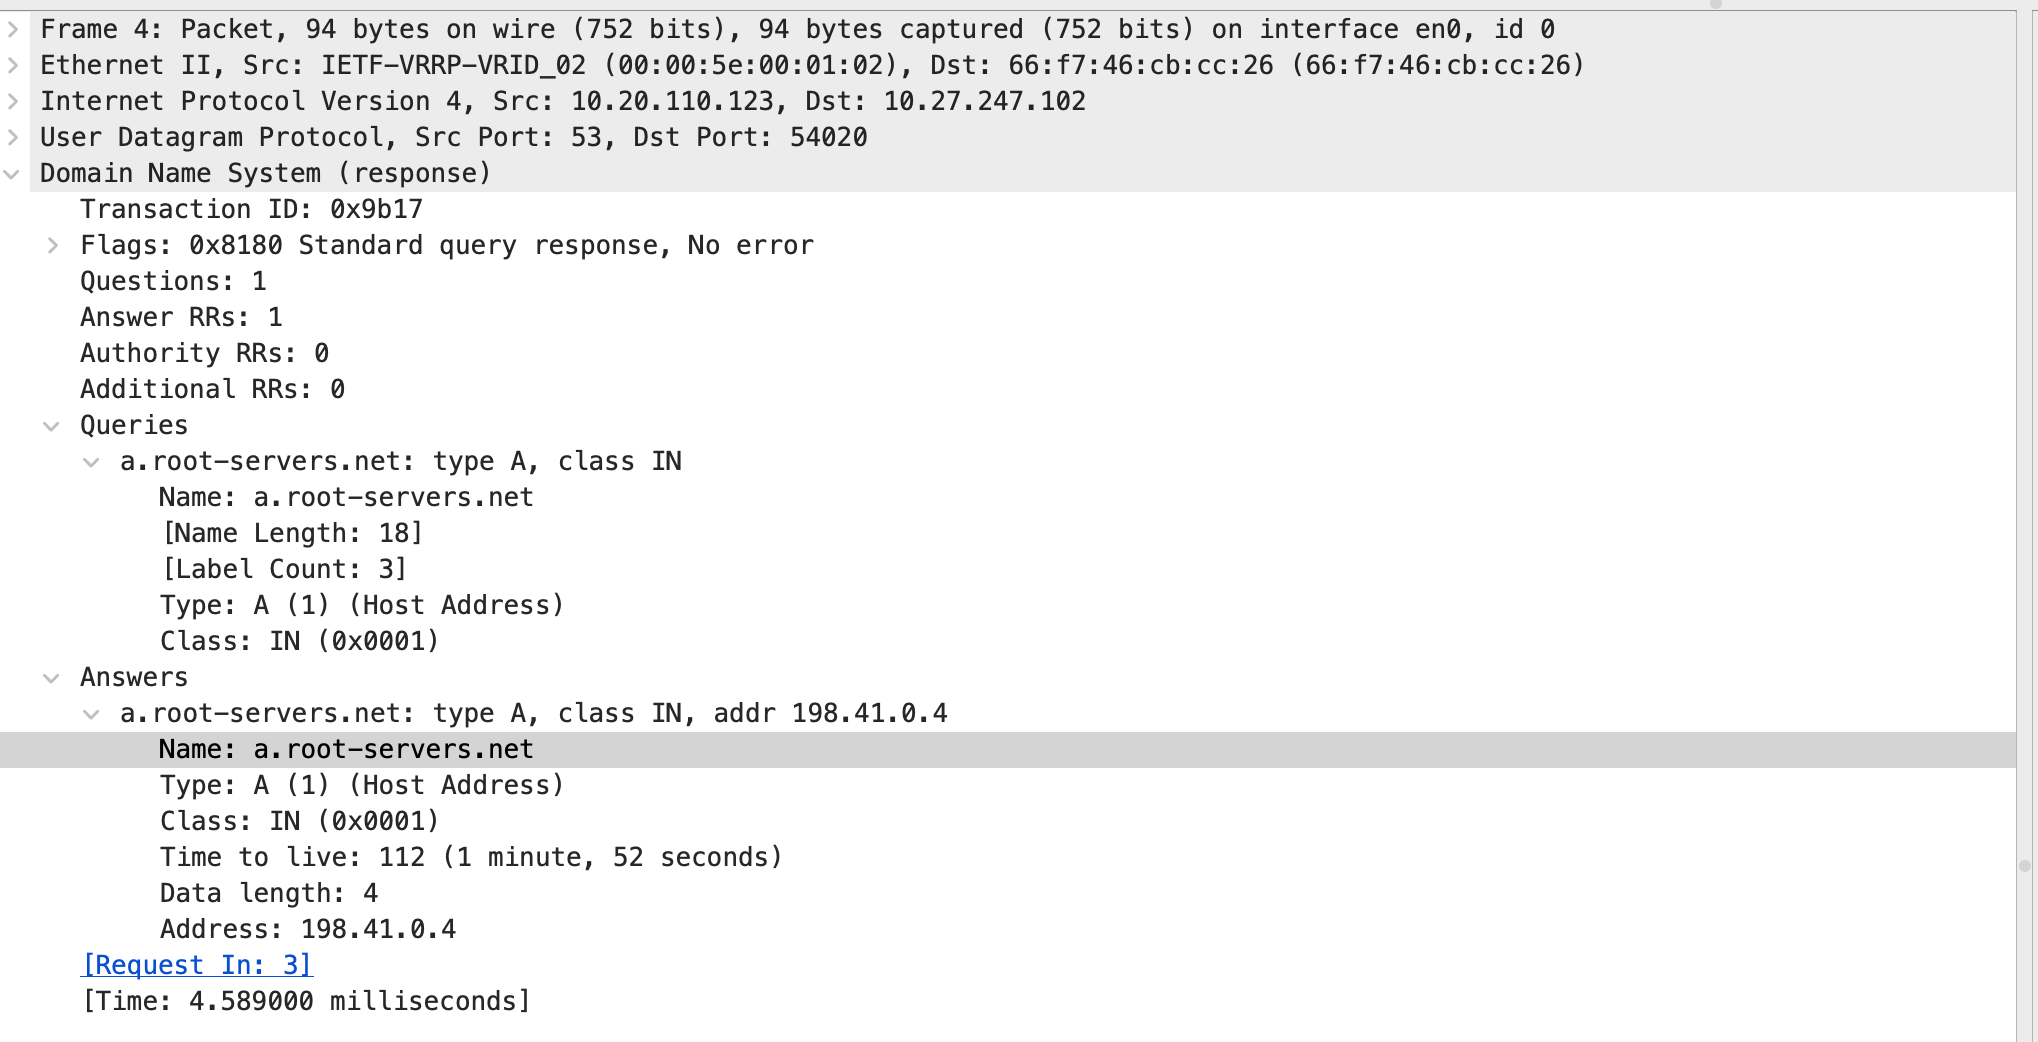 Frame 4: Packet, 94 bytes on wire (752 bits), 94 bytes captured (752 bits) on interface en0, id 0
Ethernet II, Src: IETF-VRRP-VRID_02 (00:00:5e:00:01:02), Dst: 66:f7:46:cb:cc:26 (66:f7:46:cb:cc:26)
Internet Protocol Version 4, Src: 10.20.110.123, Dst: 10.27.247.102
User Datagram Protocol, Src Port: 53, Dst Port: 54020
Domain Name System (response)
Transaction ID: 0x9b17
Flags: 0x8180 Standard query response, No error
Questions: 1
Answer RRs: 1
Authority RRs: 0
Additional RRs: 0
Queries
a.root-servers.net: type A, class IN
Name: a.root-servers.net
[Name Length: 18]
[Label Count: 3]
Type: A (1) (Host Address)
Class: IN (0x0001)
Answers
a.root-servers.net: type A, class IN, addr 198.41.0.4
Name: a.root-servers.net
Type: A (1) (Host Address)
Class: IN (0x0001)
Time to live: 112 (1 minute, 52 seconds)
Data length: 4
Address: 198.41.0.4
[Request In: 3]
[Time: 4.589000 milliseconds]